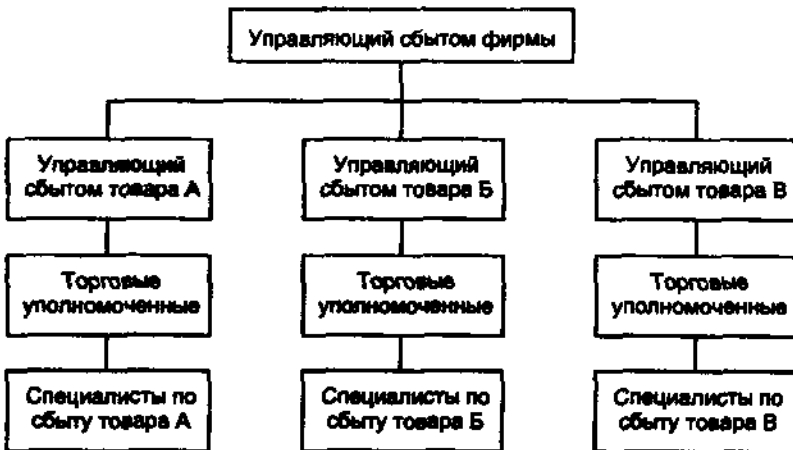 Управляющий сбытом фирмы
Управляющий
сбытом товара А
Управляющий
сбытом товара Б
Управляющий
сбытом товара В
Торговые
уполномоченные
Торговые
уполномоченные
Торговые
уполномоченные
Специалисты по
сбыту товара А
Специалисты по
сбыту товара Б
Специалисты по
сбыту товара В